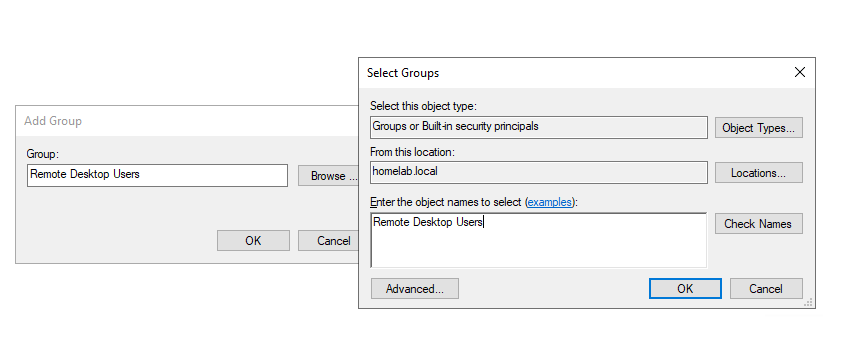 Add Group
Group:
Remote Desktop Users
Browse ...
OK
Cancel
Select Groups
Select this object type:
Groups or Built-in security principals
Object Types...
From this location:
homelab.local
Locations...
Enter the object names to select (examples):
Remote Desktop Users
Check Names
Advanced...
OK
Cancel